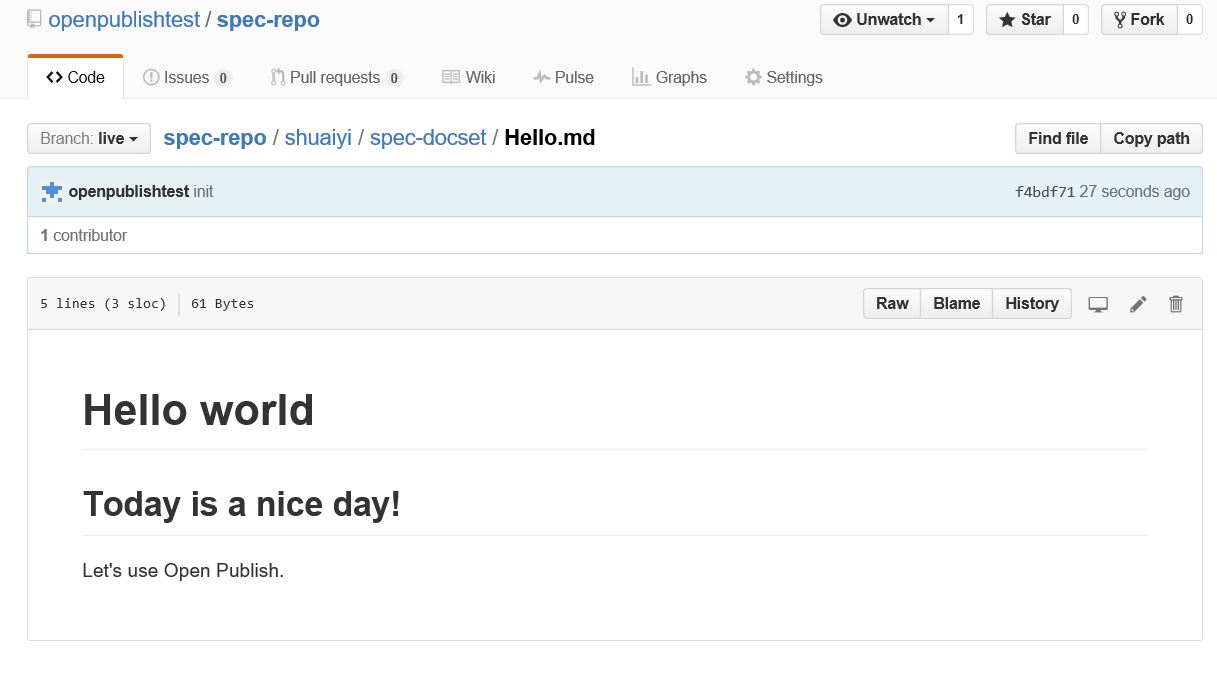 openpublishtest / spec-repo
Unwatch 1 Star 0 Fork 0
Code Issues 0 Pull requests 0 Wiki Pulse Graphs Settings
Branch: live spec-repo / shuaiyi / spec-docset / Hello.md Find file Copy path
openpublishtest init f4bdf71 27 seconds ago
1 contributor
5 lines (3 sloc) 61 Bytes Raw Blame History
Hello world
Today is a nice day!
Let's use Open Publish.